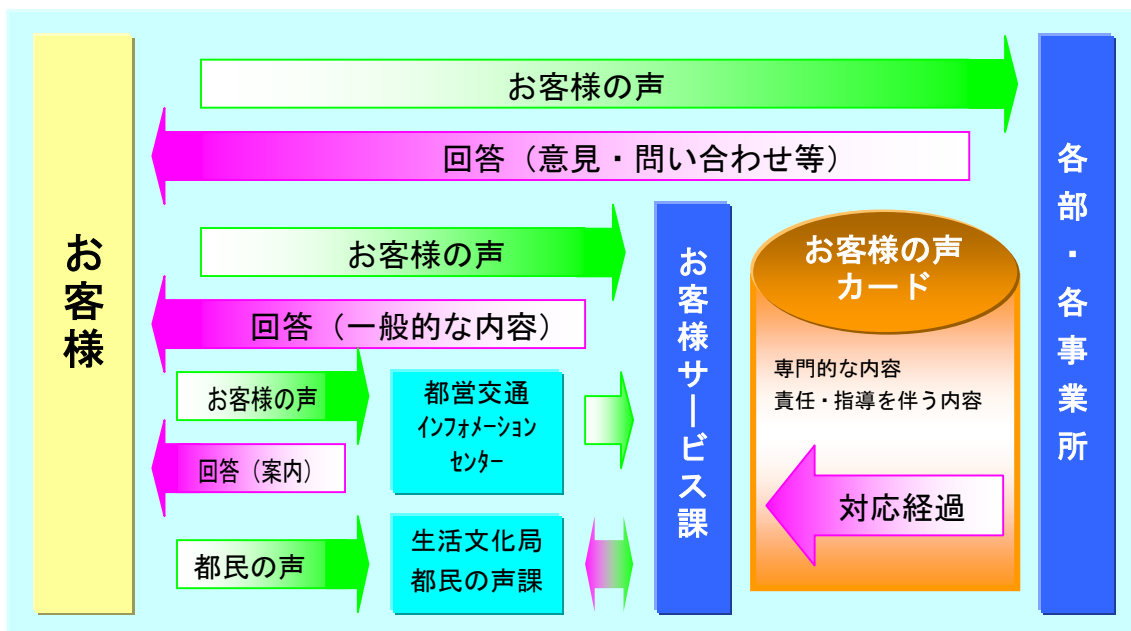 お客様
お客様の声
回答（意見・問い合わせ等）
お客様の声
回答（一般的な内容）
お客様の声
回答（案内）
都民の声
都営交通
ｲﾝﾌｫﾒｰｼｮﾝ
ｾﾝﾀｰ
生活文化局
都民の声課
お客様サービス課
お客様の声
カード
専門的な内容
責任・指導を伴う内容
対応経過
各部・各事業所